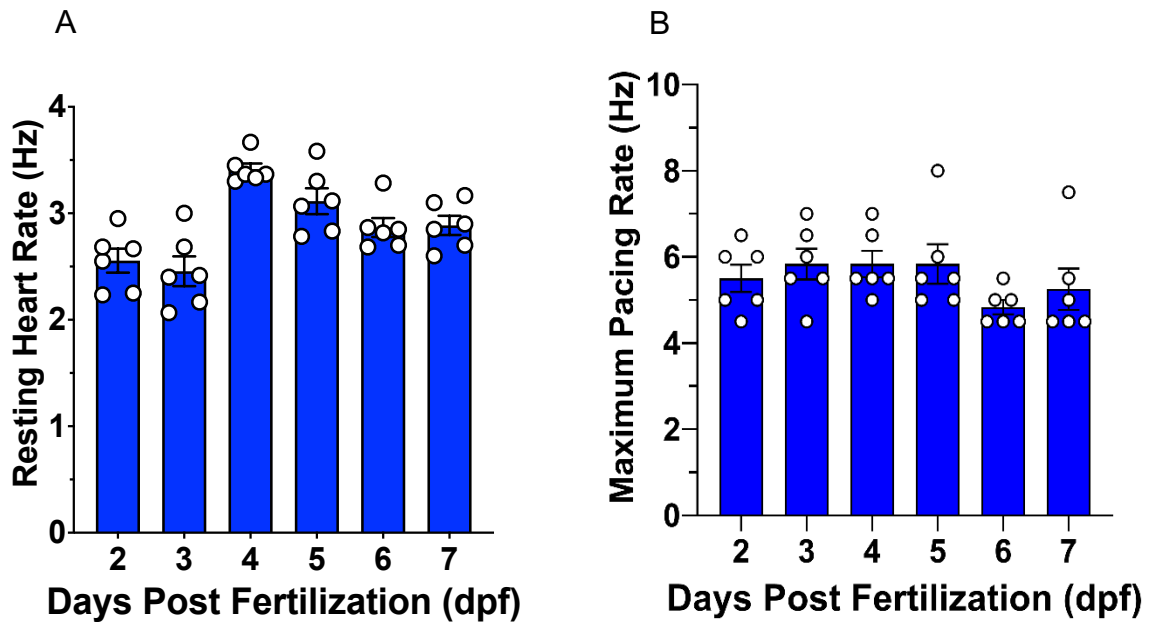 A
Resting Heart Rate (Hz)
4
3
2
1
0
2 3 4 5 6 7
Days Post Fertilization (dpf)
B
Maximum Pacing Rate (Hz)
10
8
6
4
2
0
2 3 4 5 6 7
Days Post Fertilization (dpf)